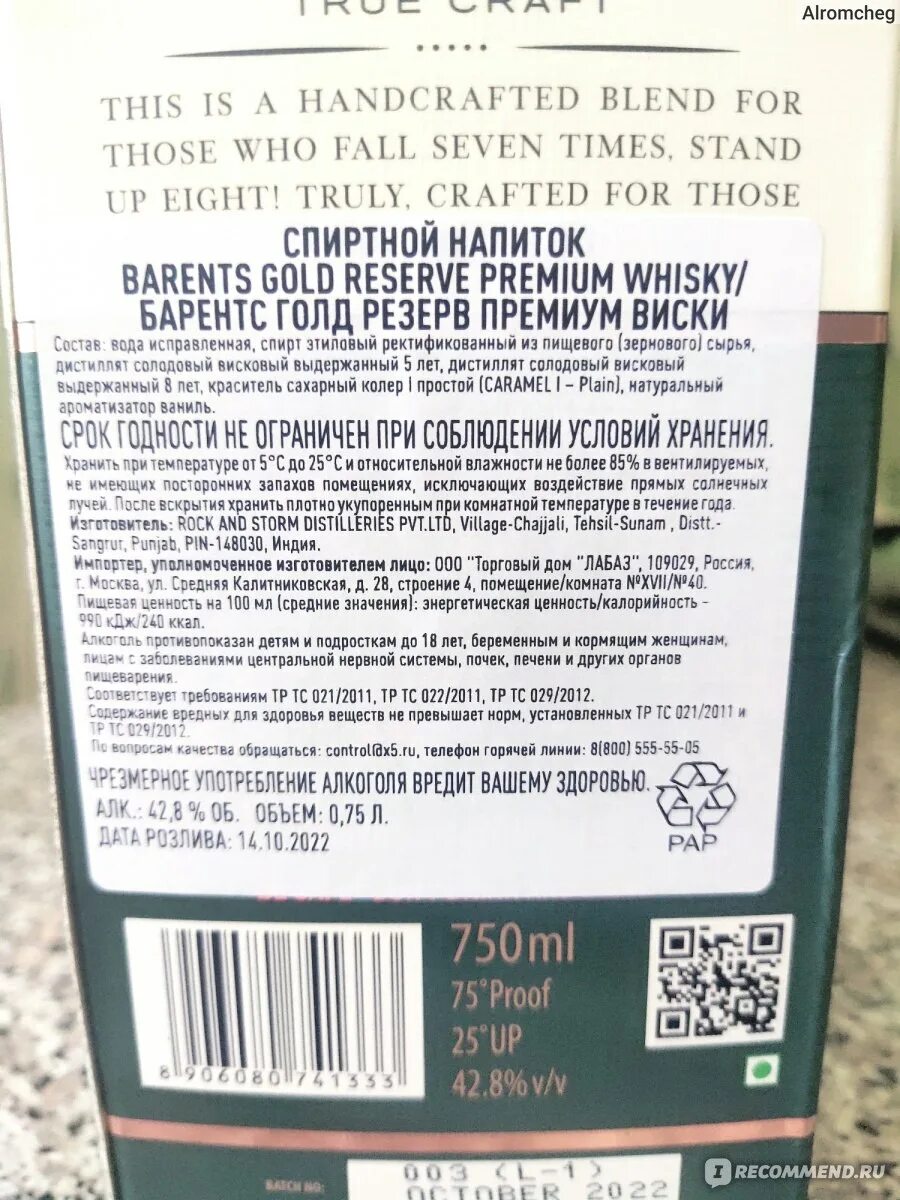 Alromcheg
TRUE CRAFT
THIS IS A HANDCRAFTED BLEND FOR
THOSE WHO FALL SEVEN TIMES, STAND
UP EIGHT! TRULY, CRAFTED FOR THOSE
СПИРТНОЙ НАПИТОК
BARENTS GOLD RESERVE PREMIUM WHISKY/
БАРЕНТС ГОЛД РЕЗЕРВ ПРЕМИУМ ВИСКИ
Состав: вода исправленная, спирт этиловый ректификованный из пищевого (зернового) сырья,
дистиллят солодовый висковый выдержанный 5 лет, дистиллят солодовый висковый
выдержанный 8 лет, краситель сахарный колер I простой (CARAMEL I – Plain), натуральный
ароматизатор ваниль.
СРОК ГОДНОСТИ НЕ ОГРАНИЧЕН ПРИ СОБЛЮДЕНИИ УСЛОВИЙ ХРАНЕНИЯ.
Хранить при температуре от 5°С до 25°С и относительной влажности не более 85% в вентилируемых,
не имеющих посторонних запахов помещениях, исключающих воздействие прямых солнечных
лучей. После вскрытия хранить плотно укупоренным при комнатной температуре в течение года.
Изготовитель: ROCK AND STORM DISTILLERIES PVT.LTD, Village-Chajjali, Tehsil-Sunam , Distt.-
Sangrur, Punjab, PIN-148030, Индия.
Импортер, уполномоченное изготовителем лицо: ООО "Торговый дом "ЛАБАЗ", 109029, Россия,
г. Москва, ул. Средняя Калитниковская, д. 28, строение 4, помещение/комната №XVII/№40.
Пищевая ценность на 100 мл (средние значения): энергетическая ценность/калорийность –
990 кДж/240 ккал.
Алкоголь противопоказан детям и подросткам до 18 лет, беременным и кормящим женщинам,
лицам с заболеваниями центральной нервной системы, почек, печени и других органов
пищеварения.
Соответствует требованиям ТР ТС 021/2011, ТР ТС 022/2011, ТР ТС 029/2012.
Содержание вредных для здоровья веществ не превышает норм, установленных ТР ТС 021/2011 и
ТР ТС 029/2012.
По вопросам качества обращаться: control@x5.ru, телефон горячей линии: 8(800) 555-55-05
ЧРЕЗМЕРНОЕ УПОТРЕБЛЕНИЕ АЛКОГОЛЯ ВРЕДИТ ВАШЕМУ ЗДОРОВЬЮ.
АЛК.: 42,8 % ОБ. ОБЪЕМ: 0,75 Л.
PAP
ДАТА РОЗЛИВА: 14.10.2022
750ml
75°Proof
25°UP
42.8% v/v
8 906080 741333
BATCH NO:
003 (L-1)
OCTOBER 2022
IRECOMMEND.RU